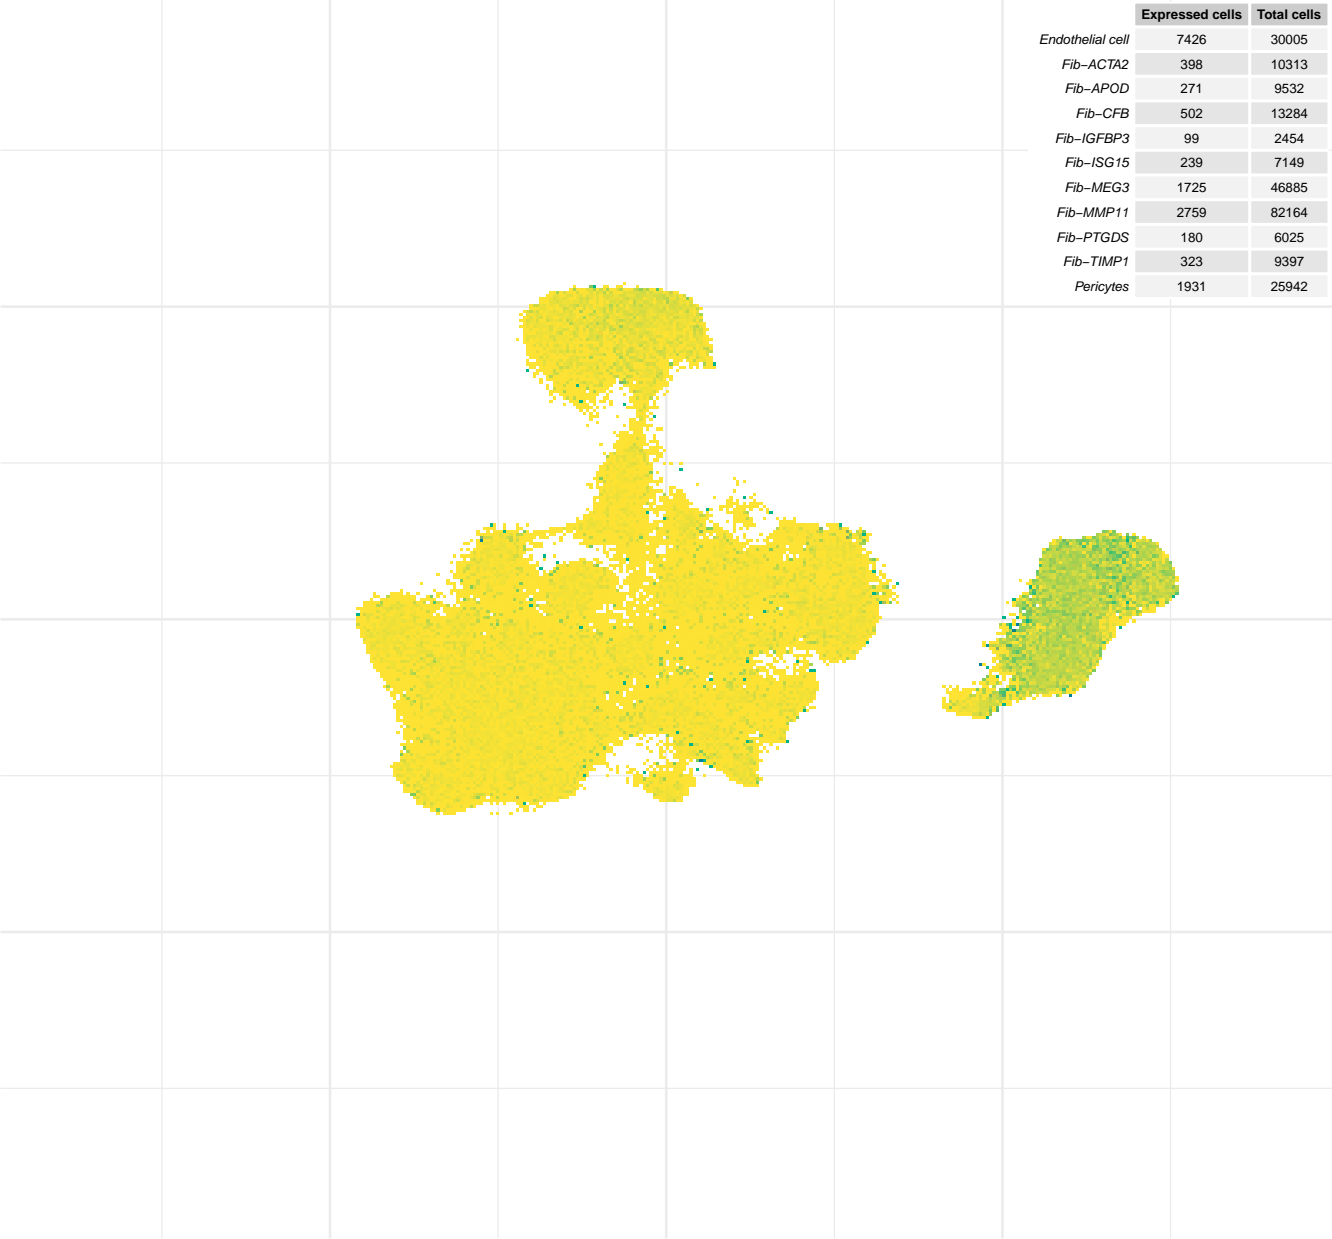 Expressed cells Total cells
Endothelial cell 7426 30005
Fib−ACTA2 398 10313
Fib−APOD 271 9532
Fib−CFB 502 13284
Fib−IGFBP3 99 2454
Fib−ISG15 239 7149
Fib−MEG3 1725 46885
Fib−MMP11 2759 82164
Fib−PTGDS 180 6025
Fib−TIMP1 323 9397
Pericytes 1931 25942